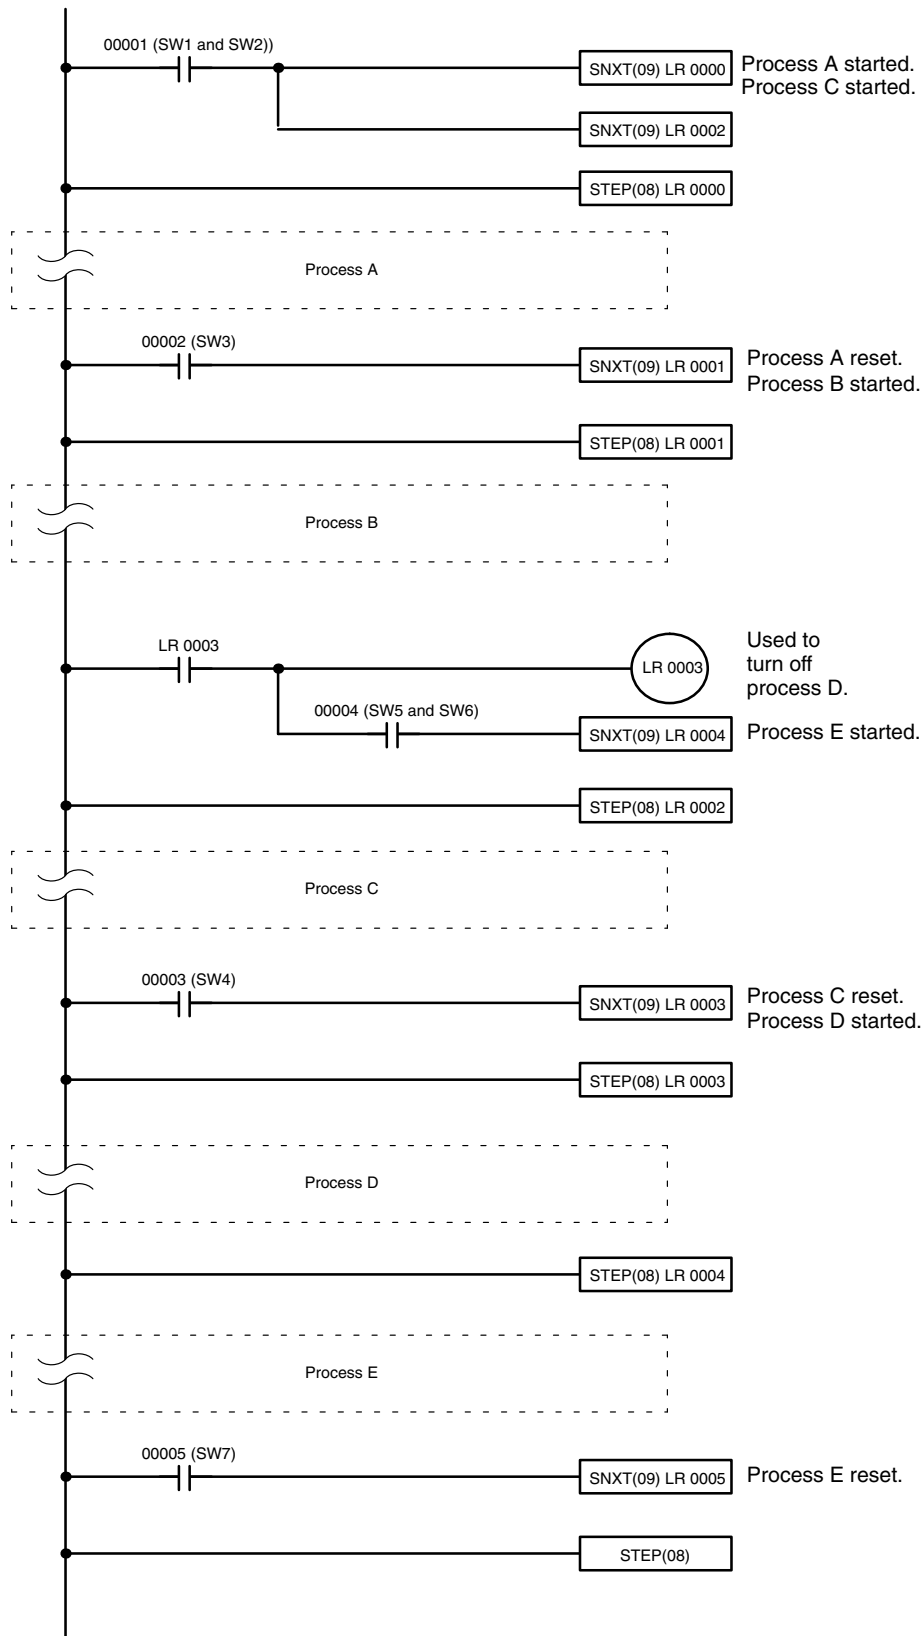 00001 (SW1 and SW2))
SNXT(09) LR 0000
Process A started.
Process C started.
SNXT(09) LR 0002
STEP(08) LR 0000
Process A
00002 (SW3)
SNXT(09) LR 0001
Process A reset.
Process B started.
STEP(08) LR 0001
Process B
LR 0003
LR 0003
Used to
turn off
process D.
00004 (SW5 and SW6)
SNXT(09) LR 0004
Process E started.
STEP(08) LR 0002
Process C
00003 (SW4)
SNXT(09) LR 0003
Process C reset.
Process D started.
STEP(08) LR 0003
Process D
STEP(08) LR 0004
Process E
00005 (SW7)
SNXT(09) LR 0005
Process E reset.
STEP(08)